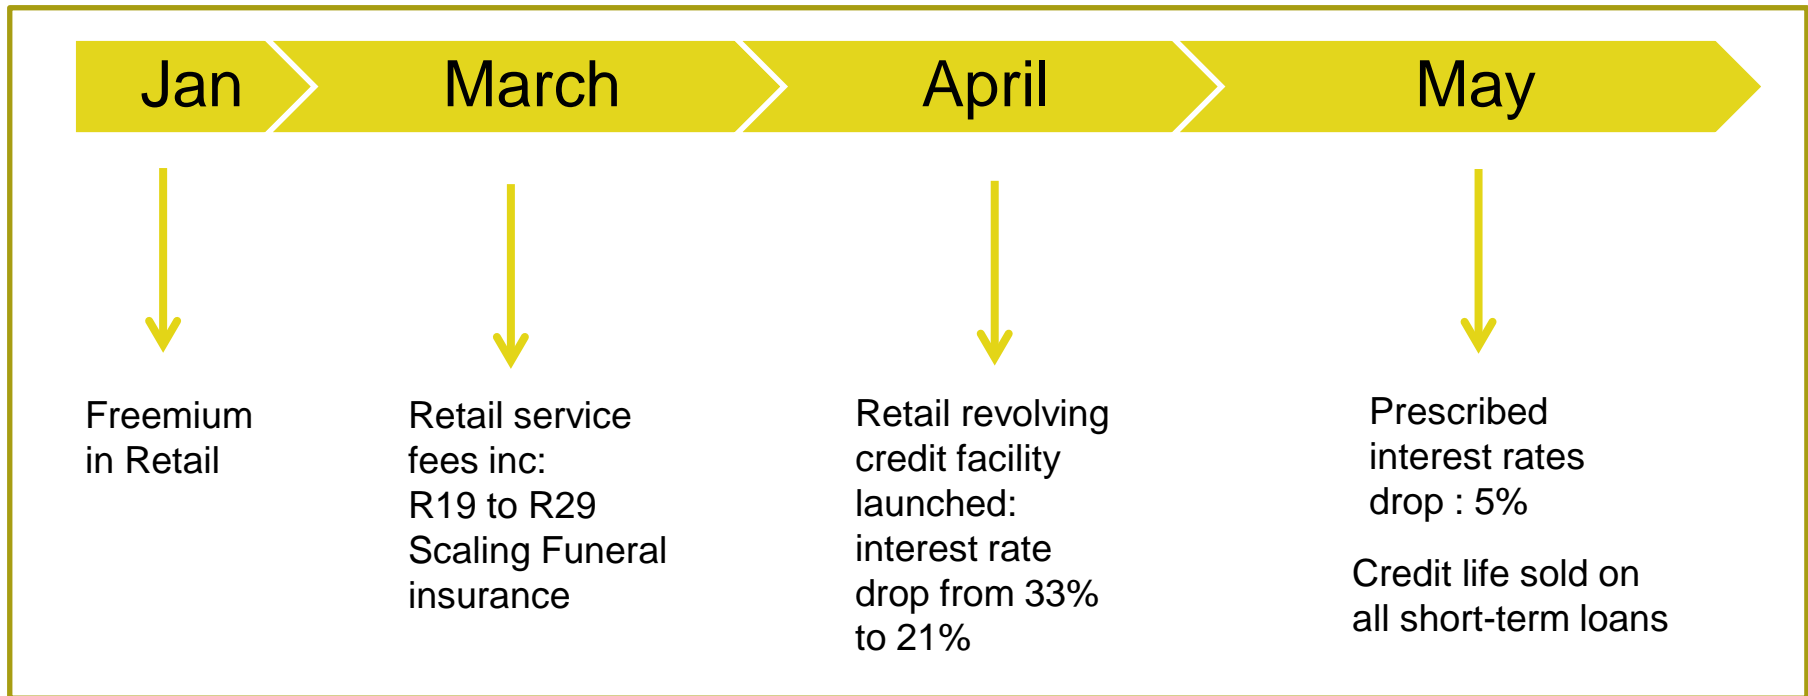 Jan
March
April
May
Freemium
in Retail
Retail service
fees inc:
R19 to R29
Scaling Funeral
insurance
Retail revolving
credit facility
launched:
interest rate
drop from 33%
to 21%
Prescribed
interest rates
drop : 5%
Credit life sold on
all short-term loans